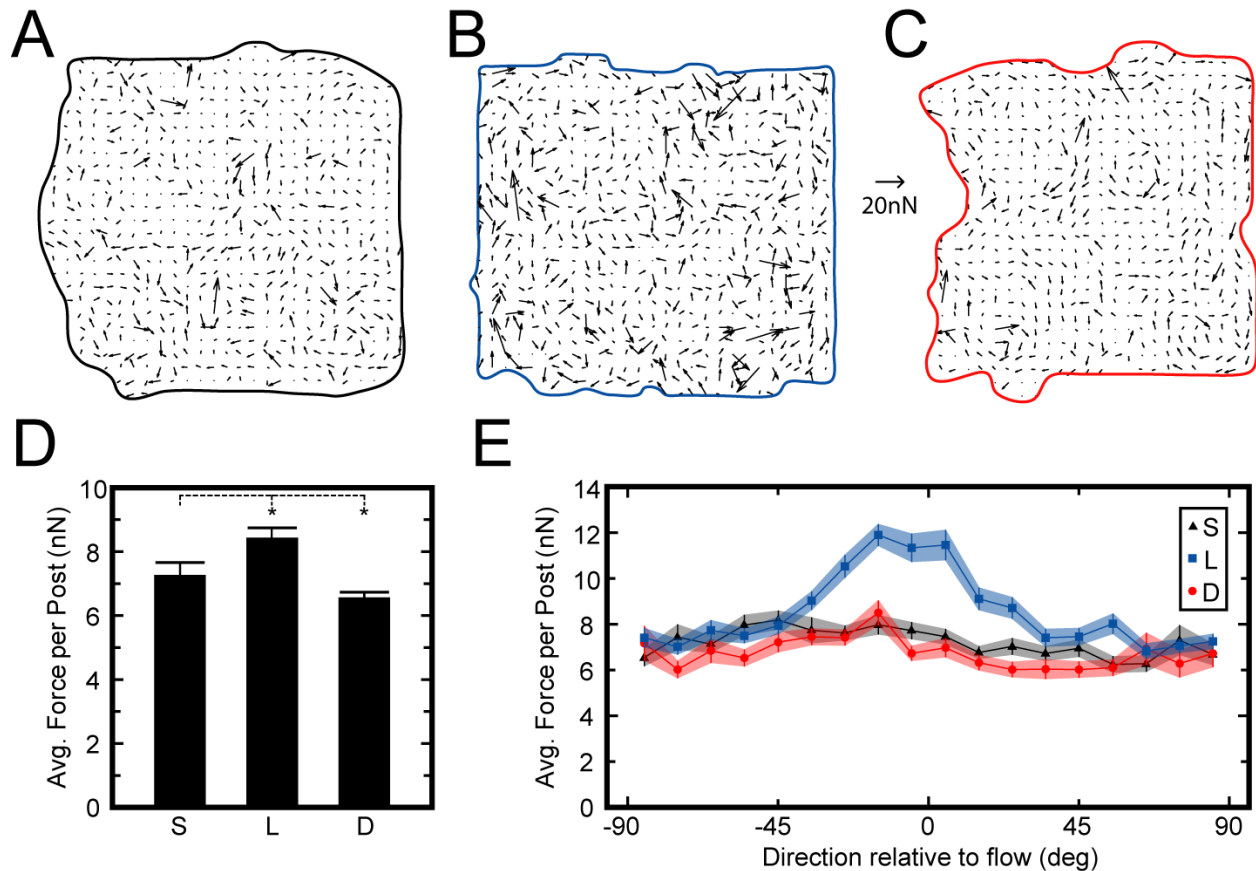 A
B
C
20nN
D
Avg. Force per Post (nN)
10
8
6
4
2
0
* *
S L D
E
Avg. Force per Post (nN)
14
12
10
8
6
4
2
0
S
L
D
-90 -45 0 45 90
Direction relative to flow (deg)